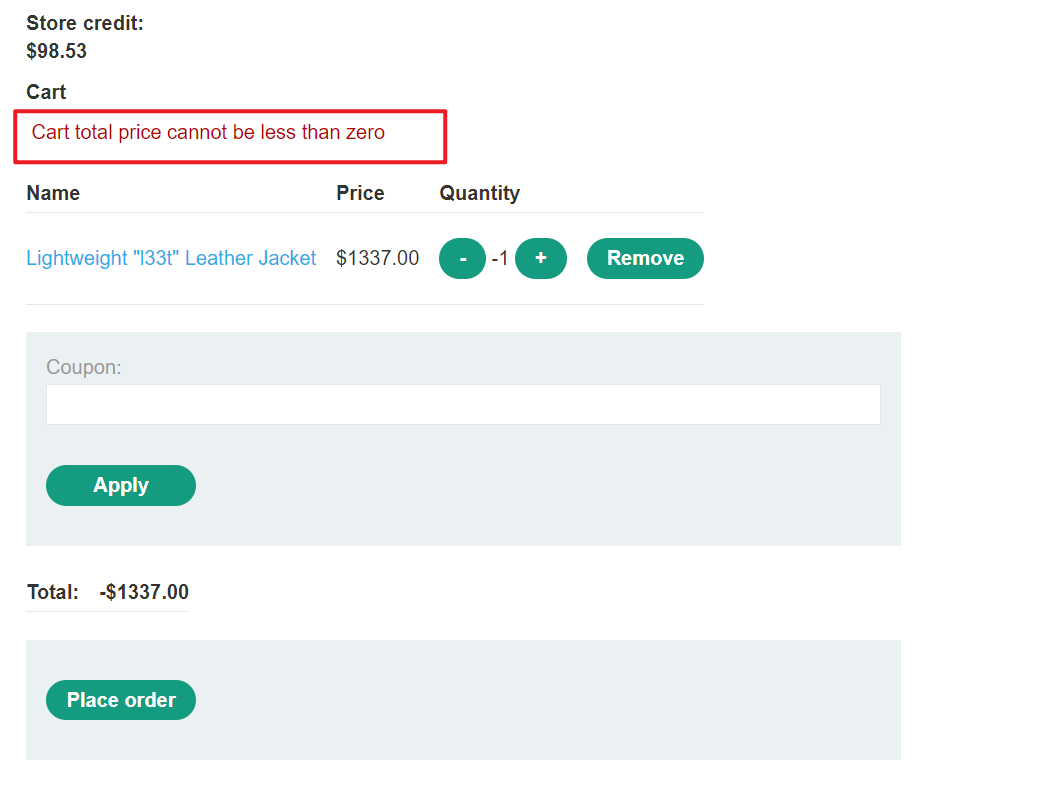 Store credit:
$98.53
Cart
Cart total price cannot be less than zero
Name Price Quantity
Lightweight "l33t" Leather Jacket $1337.00 - -1 + Remove
Coupon:
Apply
Total: -$1337.00
Place order